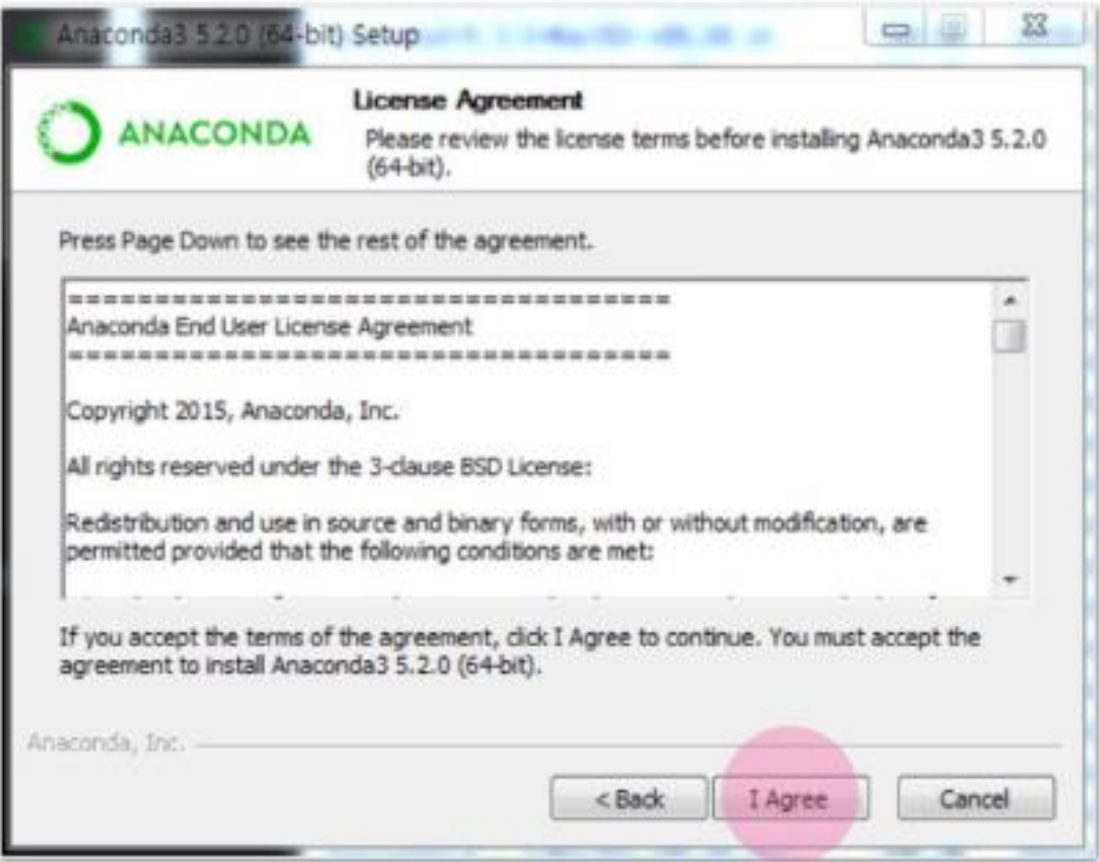 Anaconda3 5.2.0 (64-bit) Setup
ANACONDA
License Agreement
Please review the license terms before installing Anaconda3 5.2.0
(64-bit).
Press Page Down to see the rest of the agreement.
==================================
Anaconda End User License Agreement
==================================
Copyright 2015, Anaconda, Inc.
All rights reserved under the 3-clause BSD License:
Redistribution and use in source and binary forms, with or without modification, are
permitted provided that the following conditions are met:
If you accept the terms of the agreement, click I Agree to continue. You must accept the
agreement to install Anaconda3 5.2.0 (64-bit).
Anaconda, Inc.
< Back
I Agree
Cancel